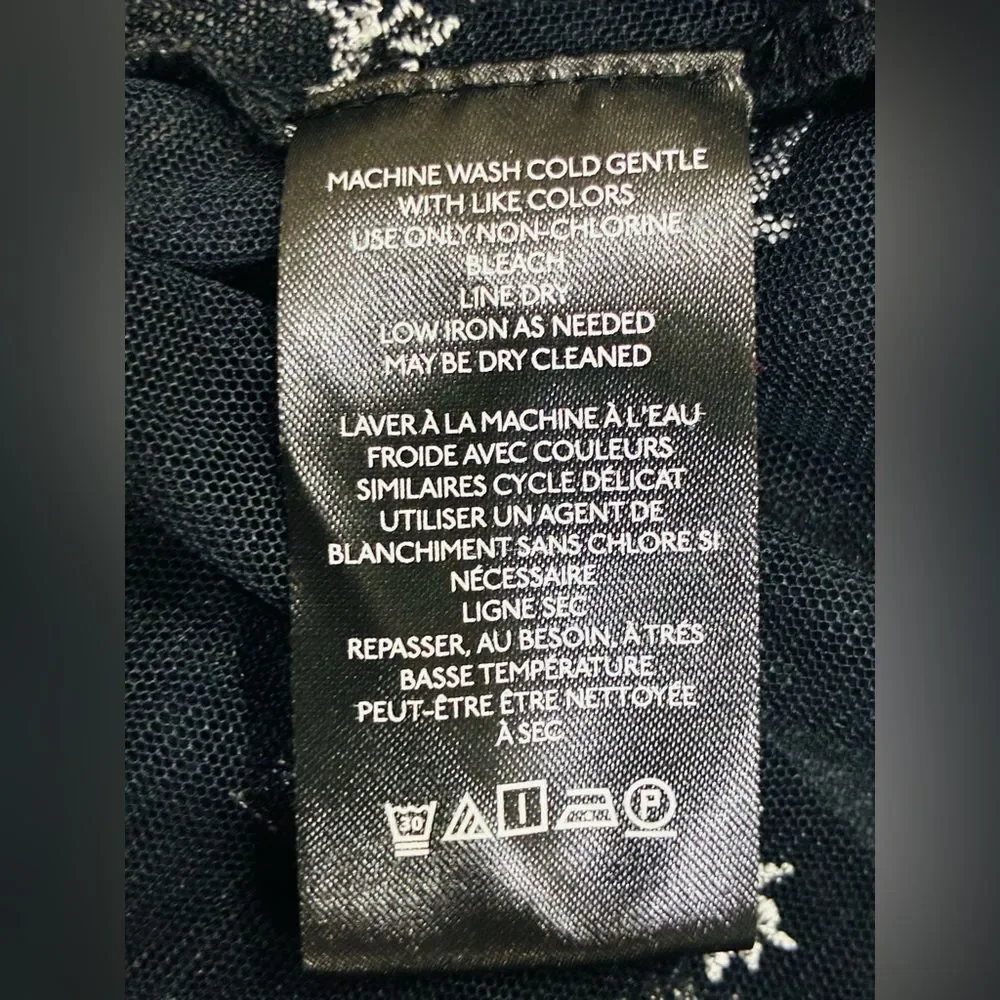 MACHINE WASH COLD GENTLE
WITH LIKE COLORS
USE ONLY NON-CHLORINE
BLEACH
LINE DRY
LOW IRON AS NEEDED
MAY BE DRY CLEANED
LAVER À LA MACHINE À L'EAU
FROIDE AVEC COULEURS
SIMILAIRES CYCLE DÉLICAT
UTILISER UN AGENT DE
BLANCHIMENT SANS CHLORE SI
NÉCESSAIRE
LIGNE SEC
REPASSER, AU BESOIN, À TRÈS
BASSE TEMPÉRATURE
PEUT-ÊTRE ÊTRE NETTOYÉE
À SEC
30 P